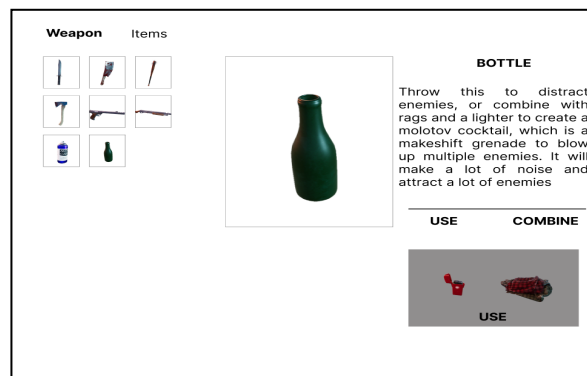 Weapon Items
BOTTLE
Throw this to distract
enemies, or combine with
rags and a lighter to create a
molotov cocktail, which is a
makeshift grenade to blow
up multiple enemies. It will
make a lot of noise and
attract a lot of enemies
USE COMBINE
USE